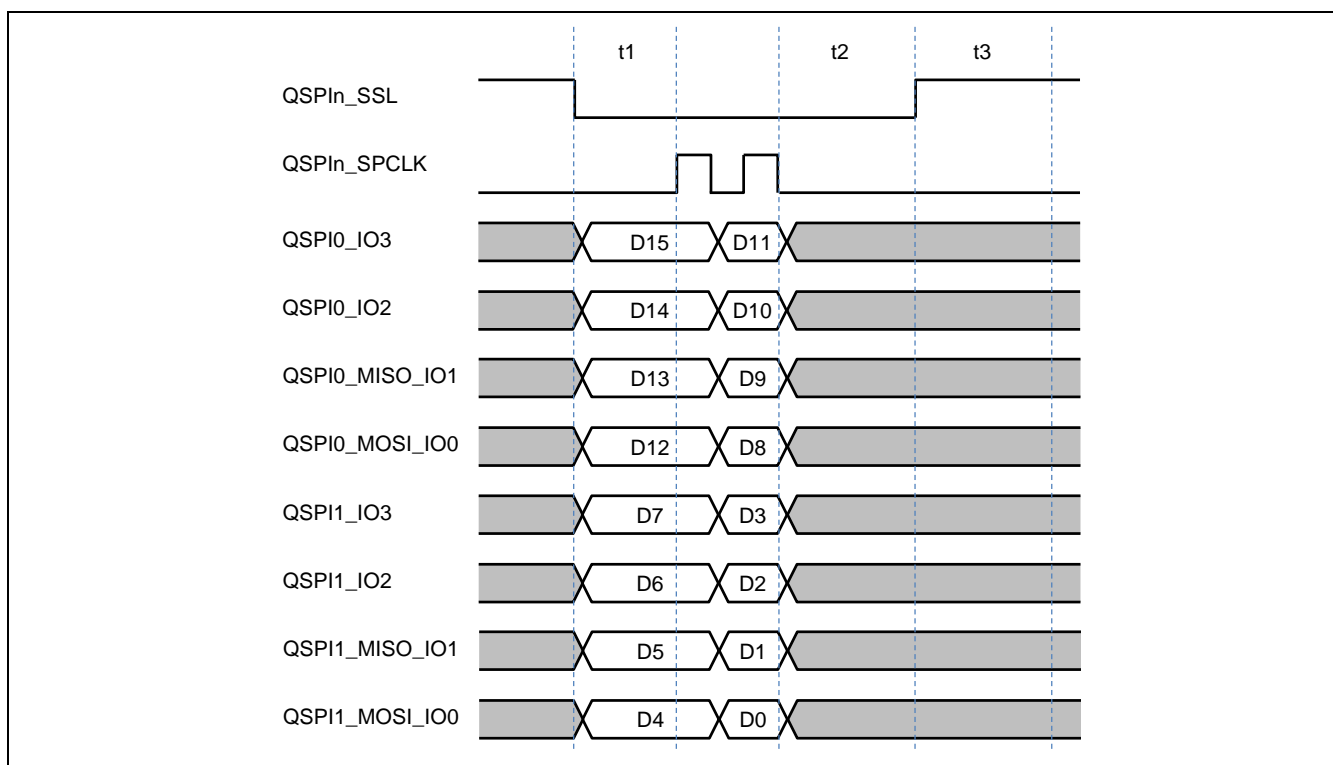 t1 t2 t3
QSPIn_SSL
QSPIn_SPCLK
QSPI0_IO3 D15 D11
QSPI0_IO2 D14 D10
QSPI0_MISO_IO1 D13 D9
QSPI0_MOSI_IO0 D12 D8
QSPI1_IO3 D7 D3
QSPI1_IO2 D6 D2
QSPI1_MISO_IO1 D5 D1
QSPI1_MOSI_IO0 D4 D0